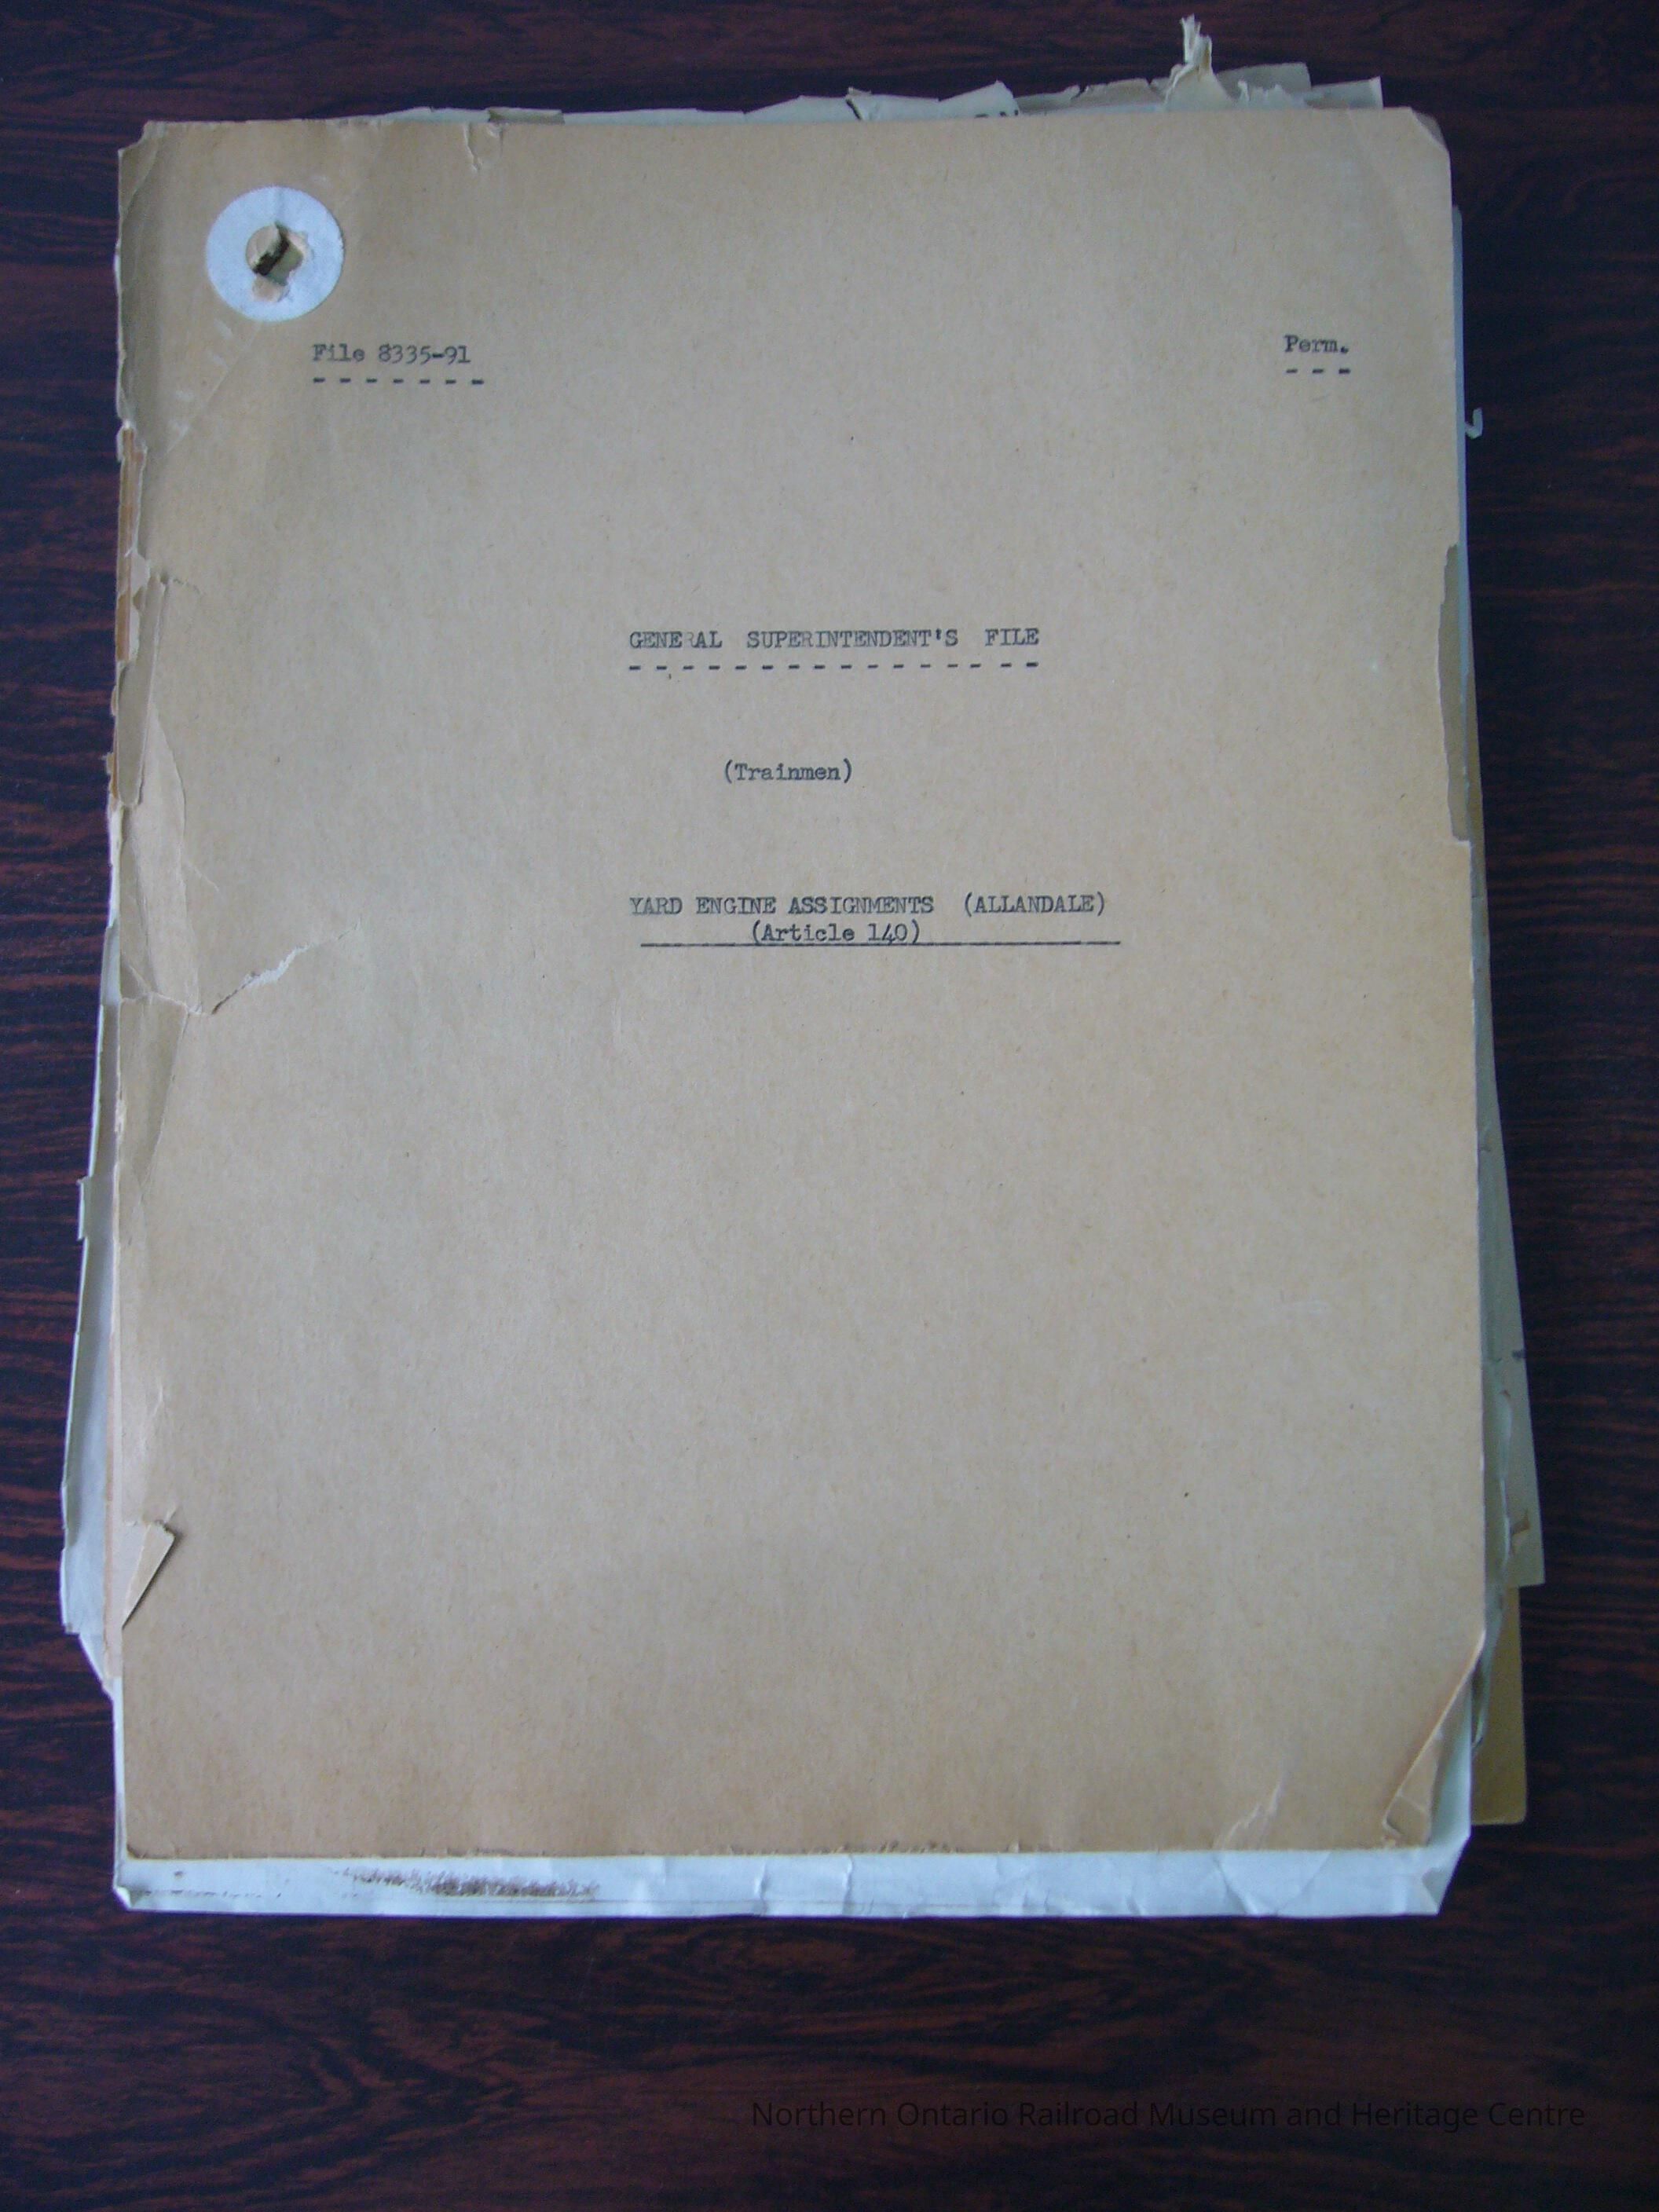 File 8335-91
Perm.
GENERAL SUPERINTENDENT'S FILE
(Trainmen)
YARD ENGINE ASSIGNMENTS (ALLANDALE)
(Article 140)
Northern Ontario Railroad Museum and Heritage Centre